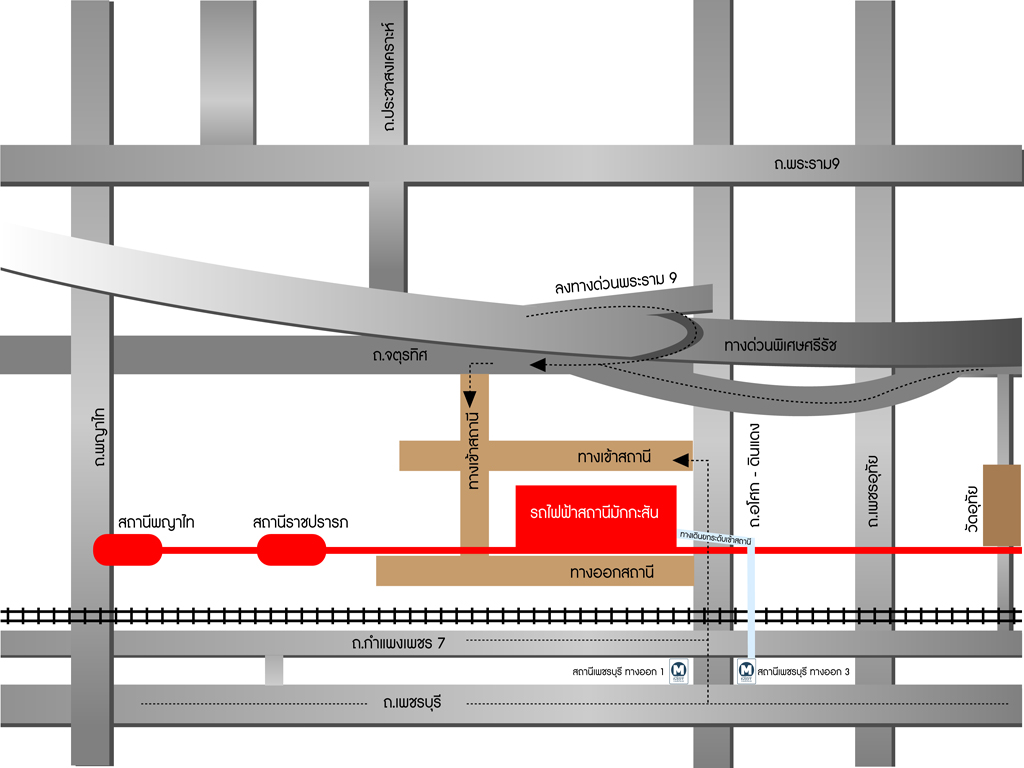 ถ.ประชาสงเคราะห์
ถ.พระราม9
ลงทางด่วนพระราม 9
ทางด่วนพิเศษศรีรัช
ถ.จตุรทิศ
ถ.พญาไท
ทางเข้าสถานี
ทางเข้าสถานี
ถ.อโศก - ดินแดง
ถ.เพชรอุทัย
วัดอุทัย
สถานีพญาไท
สถานีราชปรารภ
รถไฟฟ้าสถานีมักกะสัน
ทางเดินยกระดับเข้าสถานี
ทางออกสถานี
ถ.กำแพงเพชร 7
สถานีเพชรบุรี ทางออก 1
M
สถานีเพชรบุรี ทางออก 3
M
ถ.เพชรบุรี